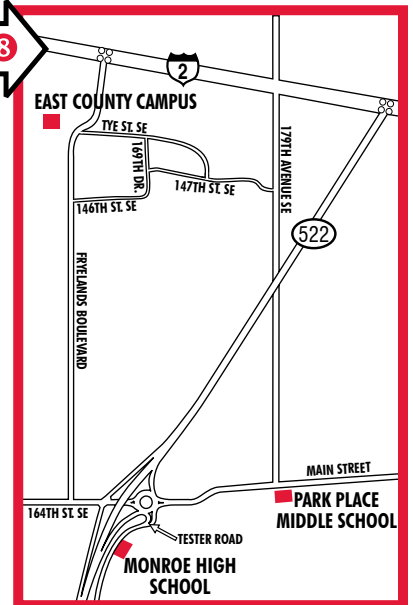 8
2
EAST COUNTY CAMPUS
TYE ST. SE
169TH DR.
179TH AVENUE SE
147TH ST. SE
146TH ST. SE
522
FRYELANDS BOULEVARD
MAIN STREET
164TH ST. SE
PARK PLACE
MIDDLE SCHOOL
TESTER ROAD
MONROE HIGH
SCHOOL